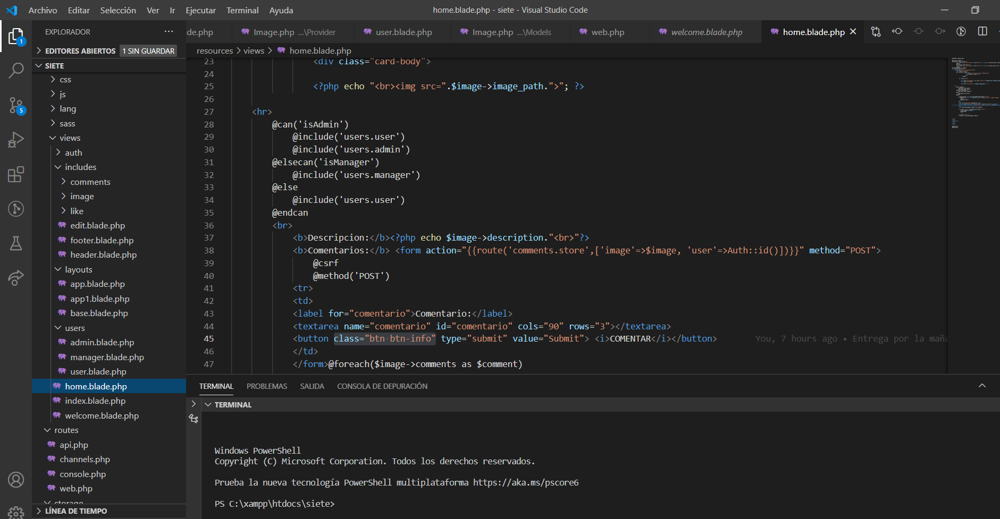 Archivo Editar Selección Ver Ir Ejecutar Terminal Ayuda
home.blade.php - siete - Visual Studio Code
EXPLORADOR
de.php
Image.php ...\Provider
user.blade.php
Image.php ...\Models
web.php
welcome.blade.php
home.blade.php
1
5
EDITORES ABIERTOS 1 SIN GUARDAR
SIETE
css
js
lang
sass
views
auth
includes
comments
image
like
edit.blade.php
footer.blade.php
header.blade.php
layouts
app.blade.php
app1.blade.php
base.blade.php
users
admin.blade.php
manager.blade.php
user.blade.php
home.blade.php
index.blade.php
welcome.blade.php
routes
api.php
channels.php
console.php
web.php
storage
LÍNEA DE TIEMPO
resources > views > home.blade.php
23 <div class="card-body">
24
25 <?php echo "<br><img src=".$image->image_path.">"; ?>
26
27 <hr>
28 @can('isAdmin')
29 @include('users.user')
30 @include('users.admin')
31 @elsecan('isManager')
32 @include('users.manager')
33 @else
34 @include('users.user')
35 @endcan
36 <br>
37 <b>Descripcion:</b><?php echo $image->description."<br>"?>
38 <b>Comentarios:</b> <form action="{{route('comments.store',['image'=>$image, 'user'=>Auth::id()])}}" method="POST">
39 @csrf
40 @method('POST')
41 <tr>
42 <td>
43 <label for="comentario">Comentario:</label>
44 <textarea name="comentario" id="comentario" cols="90" rows="3"></textarea>
45 <button class="btn btn-info" type="submit" value="Submit"> <i>COMENTAR</i></button> You, 7 hours ago • Entrega por la maña
46 </td>
47 </form>@foreach($image->comments as $comment)
TERMINAL PROBLEMAS SALIDA CONSOLA DE DEPURACIÓN
TERMINAL
Windows PowerShell
Copyright (C) Microsoft Corporation. Todos los derechos reservados.
Prueba la nueva tecnología PowerShell multiplataforma https://aka.ms/pscore6
PS C:\xampp\htdocs\siete>